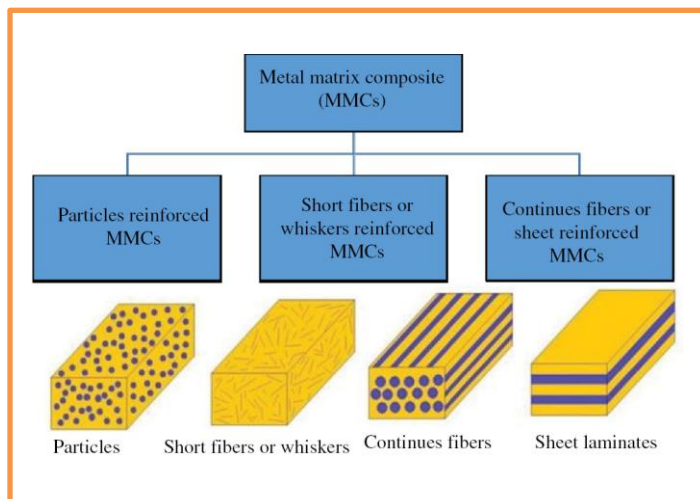 Metal matrix composite
(MMCs)
Particles reinforced
MMCs
Short fibers or
whiskers reinforced
MMCs
Continues fibers or
sheet reinforced
MMCs
Particles
Short fibers or whiskers
Continues fibers
Sheet laminates